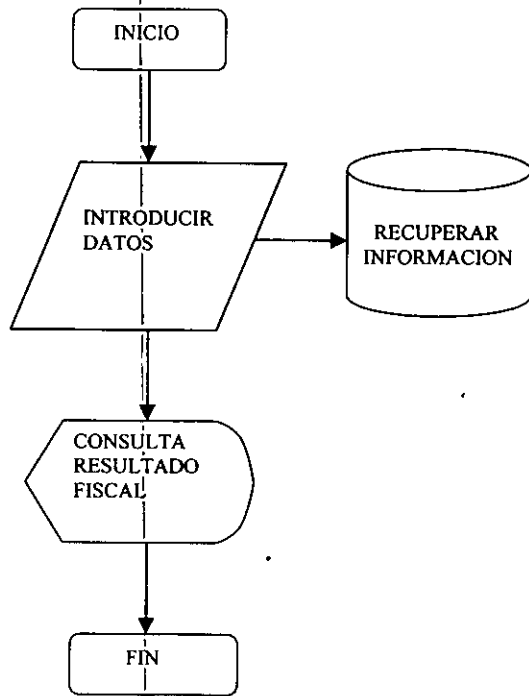 INICIO
INTRODUCIR
DATOS
RECUPERAR
INFORMACION
CONSULTA
RESULTADO
FISCAL
FIN